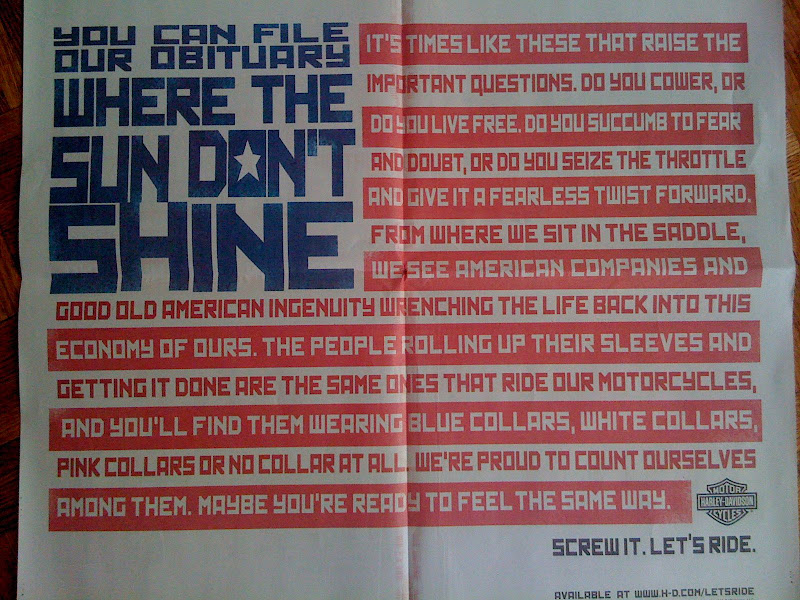 YOU CAN FILE
OUR OBITUARY
WHERE THE
SUN DON'T
SHINE
IT'S TIMES LIKE THESE THAT RAISE THE
IMPORTANT QUESTIONS. DO YOU COWER, OR
DO YOU LIVE FREE. DO YOU SUCCUMB TO FEAR
AND DOUBT, OR DO YOU SEIZE THE THROTTLE
AND GIVE IT A FEARLESS TWIST FORWARD.
FROM WHERE WE SIT IN THE SADDLE,
WE SEE AMERICAN COMPANIES AND
GOOD OLD AMERICAN INGENUITY WRENCHING THE LIFE BACK INTO THIS
ECONOMY OF OURS. THE PEOPLE ROLLING UP THEIR SLEEVES AND
GETTING IT DONE ARE THE SAME ONES THAT RIDE OUR MOTORCYCLES,
AND YOU'LL FIND THEM WEARING BLUE COLLARS, WHITE COLLARS,
PINK COLLARS OR NO COLLAR AT ALL. WE'RE PROUD TO COUNT OURSELVES
AMONG THEM. MAYBE YOU'RE READY TO FEEL THE SAME WAY.
MOTOR
HARLEY-DAVIDSON
CYCLES
SCREW IT. LET'S RIDE.
AVAILABLE AT WWW.H-D.COM/LETSRIDE